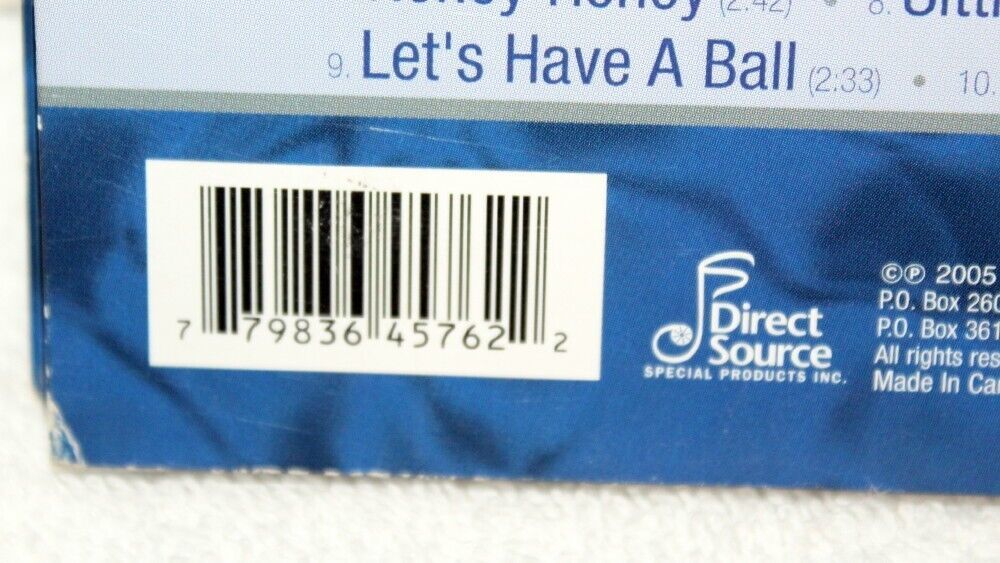 Honey Honey (2:42) • 8.
9. Let's Have A Ball (2:33) • 10.
7 79836 45762 2
Direct
Source
SPECIAL PRODUCTS INC.
©℗ 2005
P.O. Box
P.O. Box
All rights
Made In